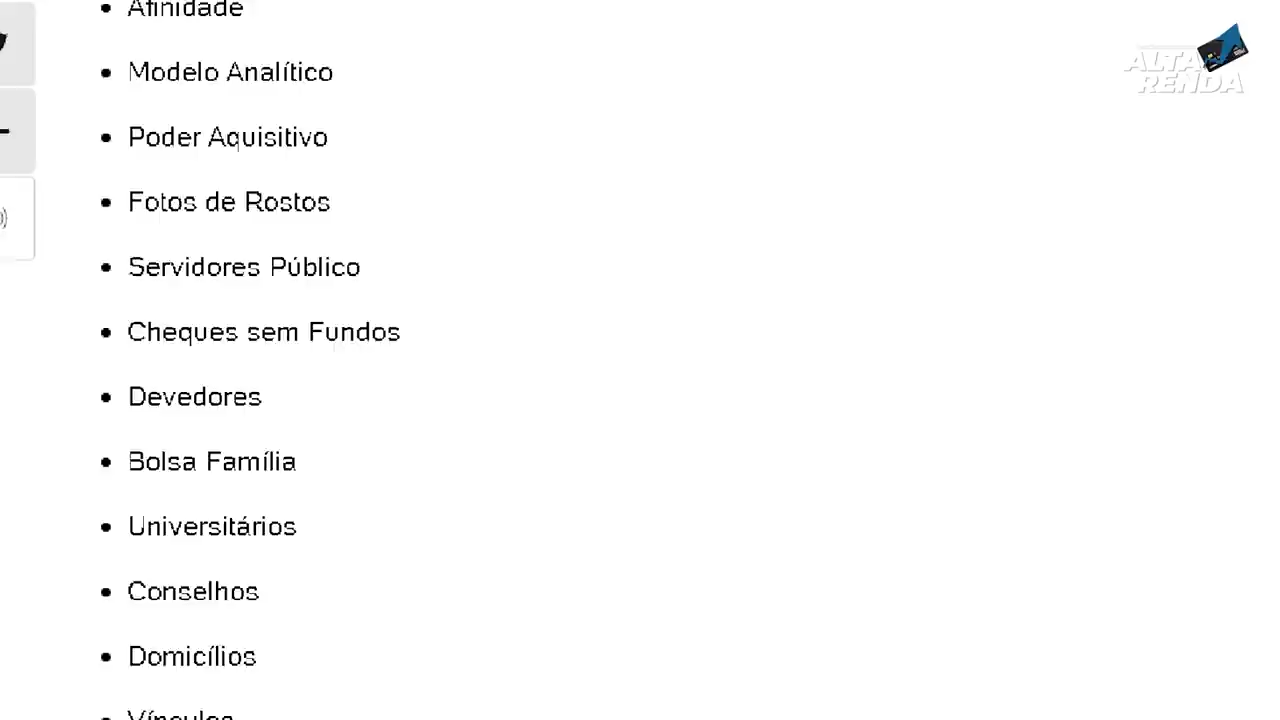 Afinidade
ALTA
RENDA
Modelo Analítico
Poder Aquisitivo
Fotos de Rostos
Servidores Público
Cheques sem Fundos
Devedores
Bolsa Família
Universitários
Conselhos
Domicílios
Vínculos